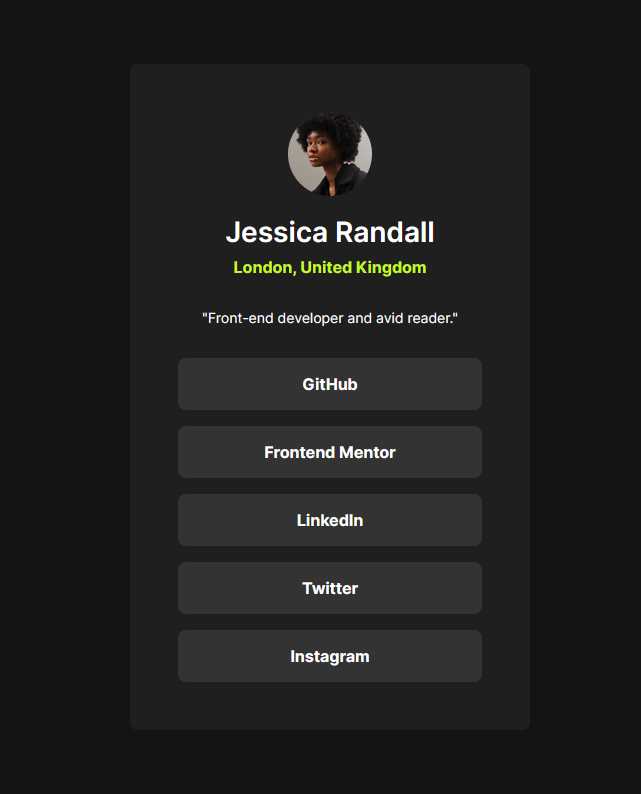 Jessica Randall
London, United Kingdom
"Front-end developer and avid reader."
GitHub
Frontend Mentor
LinkedIn
Twitter
Instagram